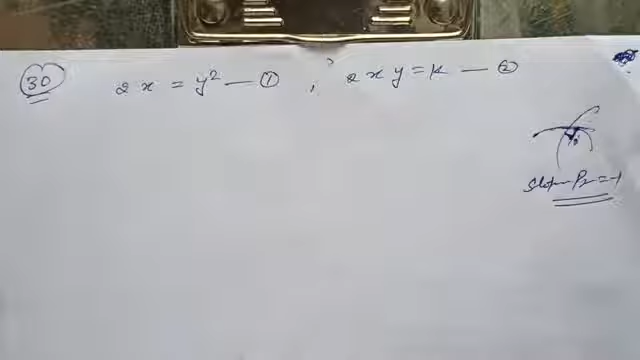 30 2x = y² — ① , 2xy = k — ②